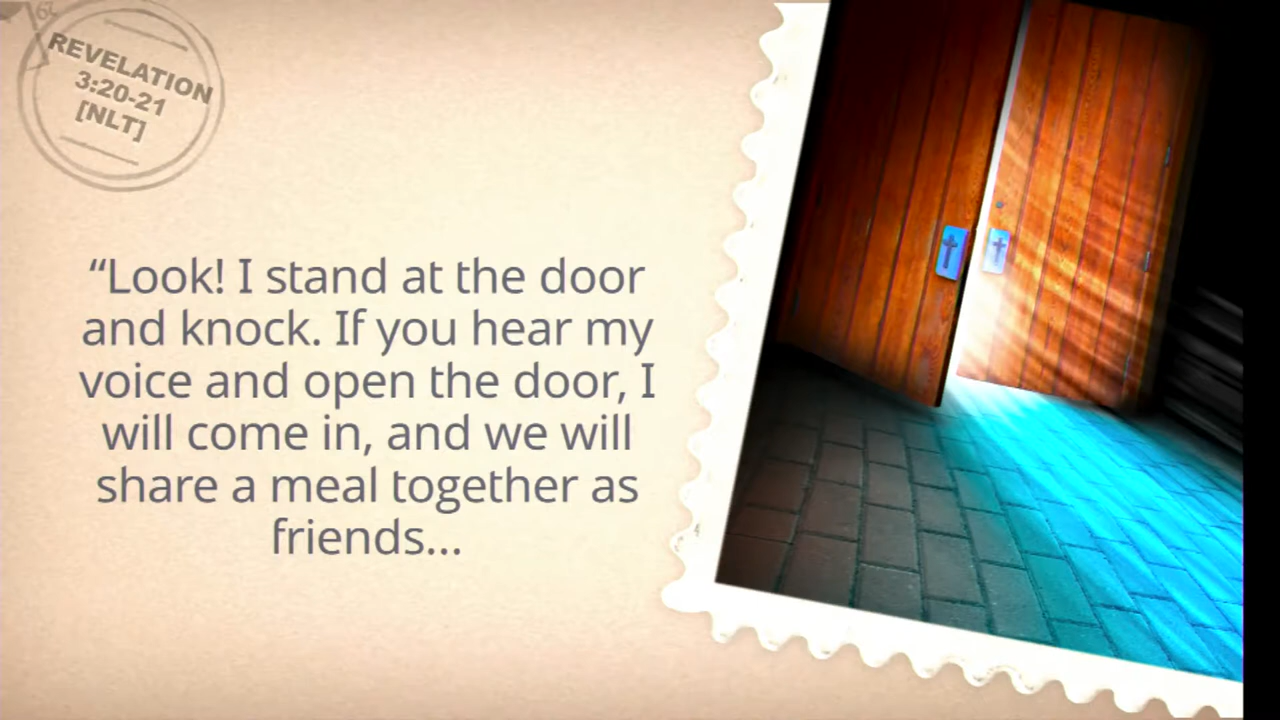 REVELATION
3:20-21
[NLT]
“Look! I stand at the door
and knock. If you hear my
voice and open the door, I
will come in, and we will
share a meal together as
friends...